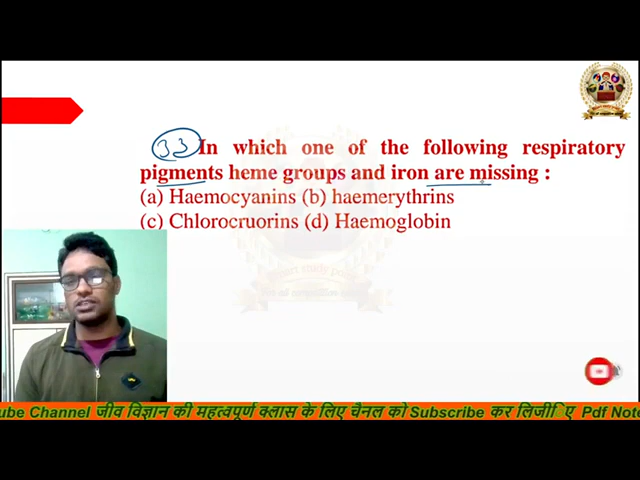 33 In which one of the following respiratory
pigments heme groups and iron are missing :
(a) Haemocyanins (b) haemerythrins
(c) Chlorocruorins (d) Haemoglobin
ube Channel जीव विज्ञान की महत्वपूर्ण क्लास के लिए चैनल को Subscribe कर लिजीिए Pdf Note